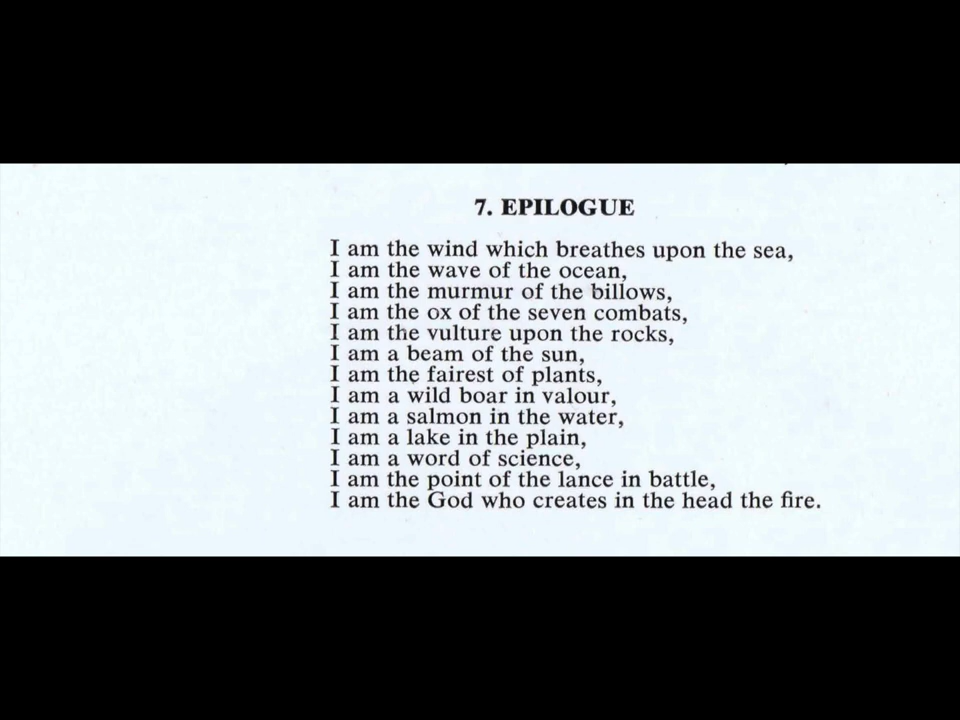 7. EPILOGUE
I am the wind which breathes upon the sea,
I am the wave of the ocean,
I am the murmur of the billows,
I am the ox of the seven combats,
I am the vulture upon the rocks,
I am a beam of the sun,
I am the fairest of plants,
I am a wild boar in valour,
I am a salmon in the water,
I am a lake in the plain,
I am a word of science,
I am the point of the lance in battle,
I am the God who creates in the head the fire.